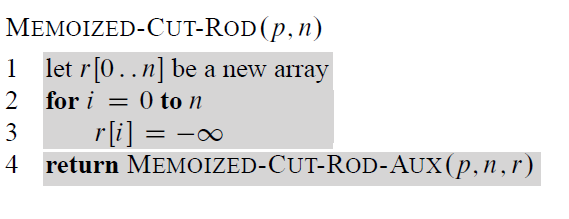 MEMOIZED-CUT-ROD(p, n)
1 let r[0..n] be a new array
2 for i = 0 to n
3 r[i] = −∞
4 return MEMOIZED-CUT-ROD-AUX(p, n, r)